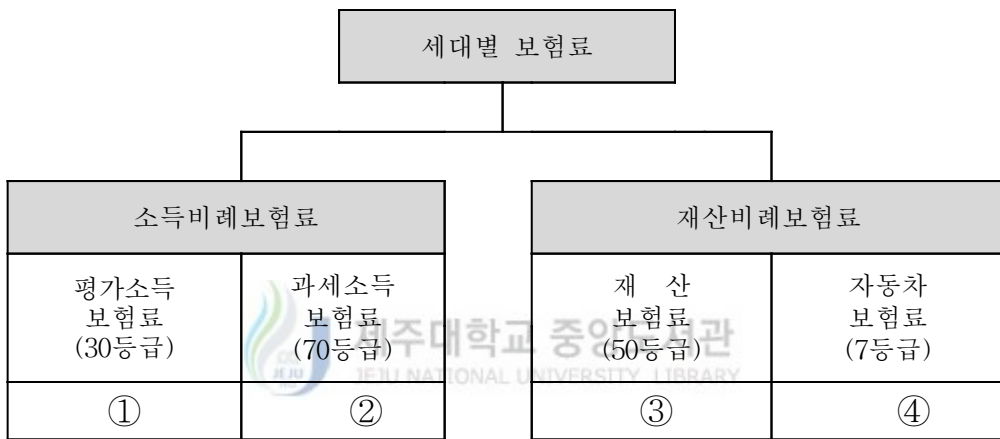 세대별 보험료
소득비례보험료
재산비례보험료
평가소득
보험료
(30등급)
과세소득
보험료
(70등급)
재 산
보험료
(50등급)
자동차
보험료
(7등급)
제주대학교 중앙도서관
JEJU NATIONAL UNIVERSITY LIBRARY
JEJU
①
②
③
④